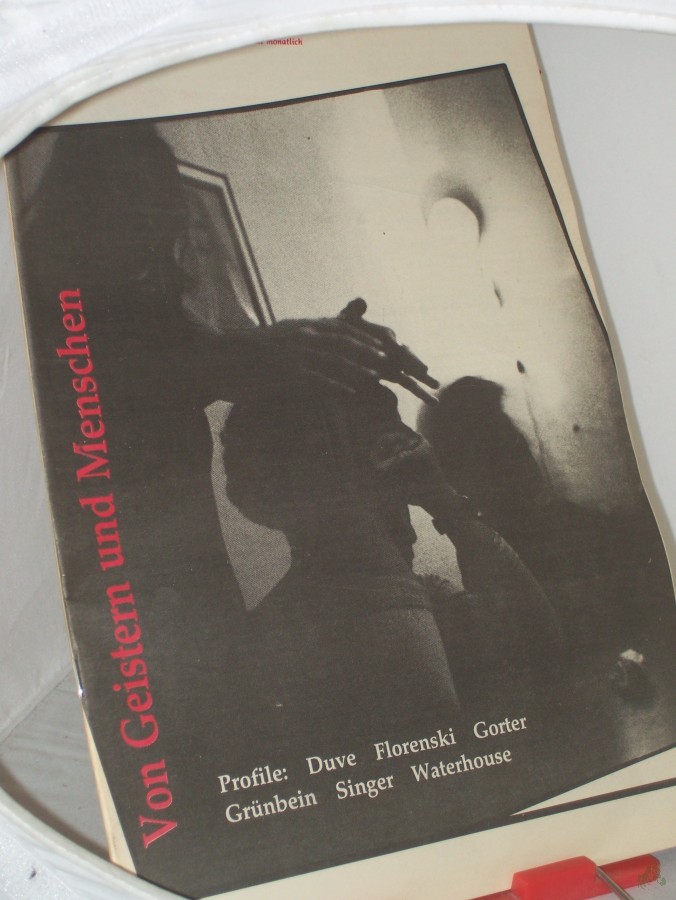 monatlich
Von Geistern und Menschen
Profile: Duve Florenski Gorter
Grünbein Singer Waterhouse